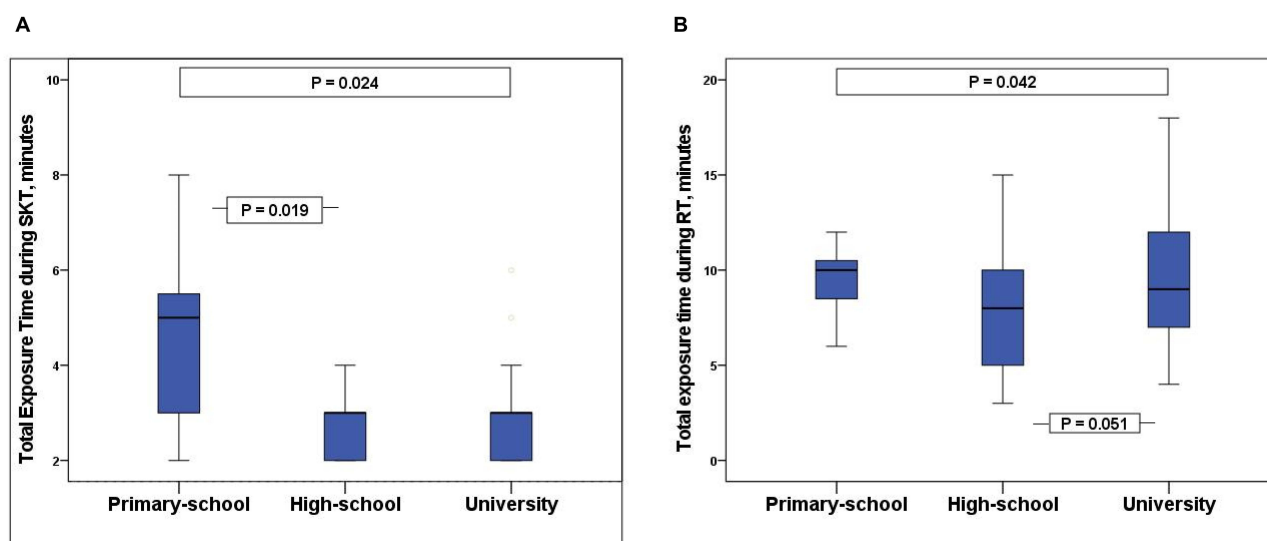 A
B
Total Exposure Time during SKT, minutes
10
8
6
4
2
P = 0.024
P = 0.019
Primary-school
High-school
University
Total exposure time during RT, minutes
20
15
10
5
0
P = 0.042
P = 0.051
Primary-school
High-school
University